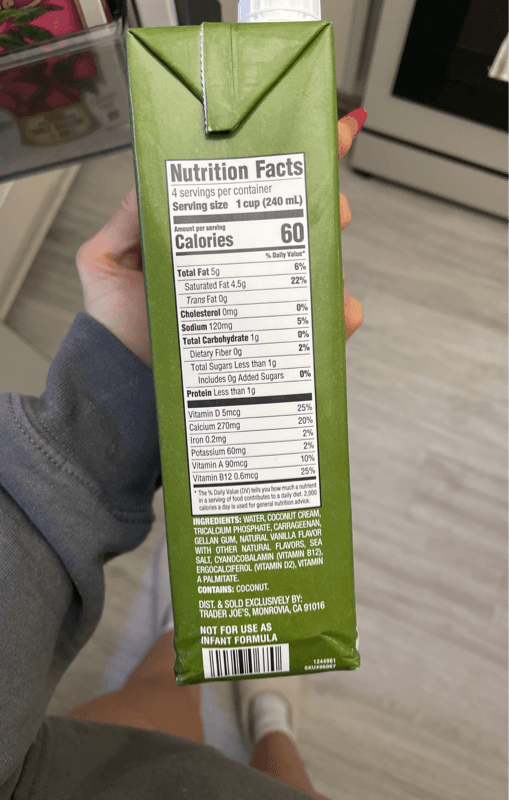 Nutrition Facts
4 servings per container
Serving size 1 cup (240 mL)
Amount per serving
Calories 60
% Daily Value*
Total Fat 5g 6%
Saturated Fat 4.5g 22%
Trans Fat 0g
Cholesterol 0mg 0%
Sodium 120mg 5%
Total Carbohydrate 1g 0%
Dietary Fiber 0g 2%
Total Sugars Less than 1g
Includes 0g Added Sugars 0%
Protein Less than 1g
Vitamin D 5mcg 25%
Calcium 270mg 20%
Iron 0.2mg 2%
Potassium 60mg 2%
Vitamin A 90mcg 10%
Vitamin B12 0.6mcg 25%
* The % Daily Value (DV) tells you how much a nutrient
in a serving of food contributes to a daily diet. 2,000
calories a day is used for general nutrition advice.
INGREDIENTS: WATER, COCONUT CREAM,
TRICALCIUM PHOSPHATE, CARRAGEENAN,
GELLAN GUM, NATURAL VANILLA FLAVOR
WITH OTHER NATURAL FLAVORS, SEA
SALT, CYANOCOBALAMIN (VITAMIN B12),
ERGOCALCIFEROL (VITAMIN D2), VITAMIN
A PALMITATE.
CONTAINS: COCONUT.
DIST. & SOLD EXCLUSIVELY BY:
TRADER JOE'S, MONROVIA, CA 91016
NOT FOR USE AS
INFANT FORMULA
1244961